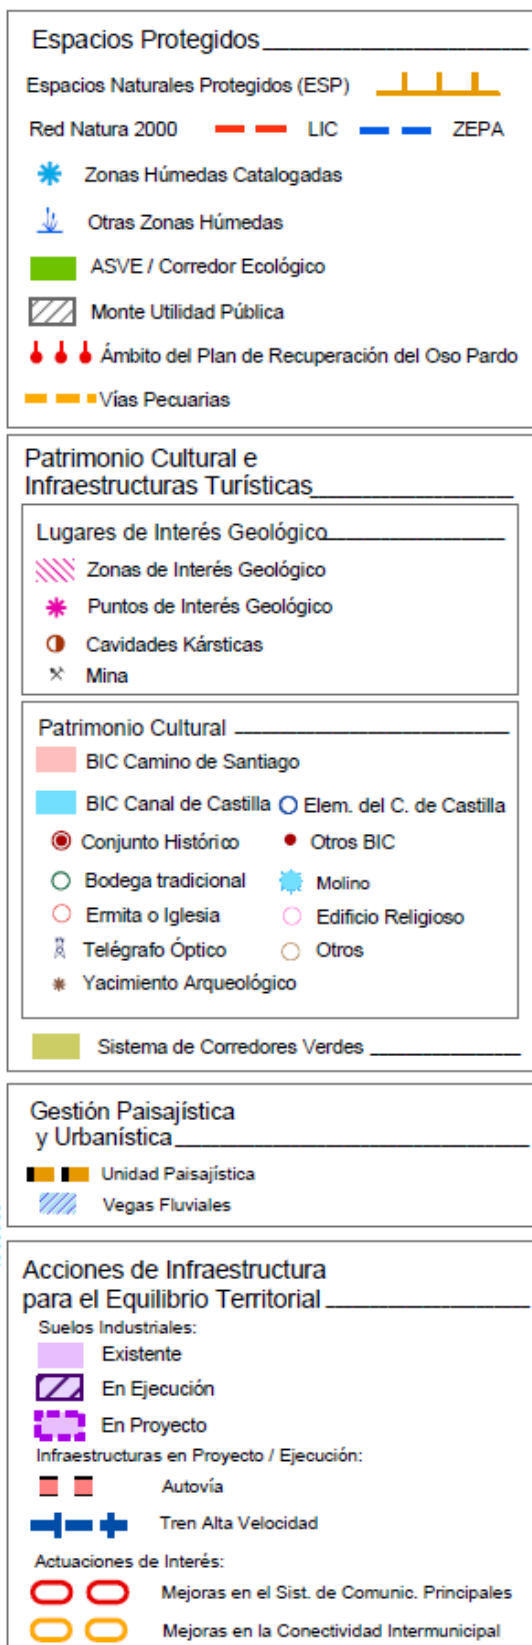 Espacios Protegidos
Espacios Naturales Protegidos (ESP)
Red Natura 2000 LIC ZEPA
Zonas Húmedas Catalogadas
Otras Zonas Húmedas
ASVE / Corredor Ecológico
Monte Utilidad Pública
Ámbito del Plan de Recuperación del Oso Pardo
Vías Pecuarias
Patrimonio Cultural e
Infraestructuras Turísticas
Lugares de Interés Geológico
Zonas de Interés Geológico
Puntos de Interés Geológico
Cavidades Kársticas
Mina
Patrimonio Cultural
BIC Camino de Santiago
BIC Canal de Castilla Elem. del C. de Castilla
Conjunto Histórico Otros BIC
Bodega tradicional Molino
Ermita o Iglesia Edificio Religioso
Telégrafo Óptico Otros
Yacimiento Arqueológico
Sistema de Corredores Verdes
Gestión Paisajística
y Urbanística
Unidad Paisajística
Vegas Fluviales
Acciones de Infraestructura
para el Equilibrio Territorial
Suelos Industriales:
Existente
En Ejecución
En Proyecto
Infraestructuras en Proyecto / Ejecución:
Autovía
Tren Alta Velocidad
Actuaciones de Interés:
Mejoras en el Sist. de Comunic. Principales
Mejoras en la Conectividad Intermunicipal